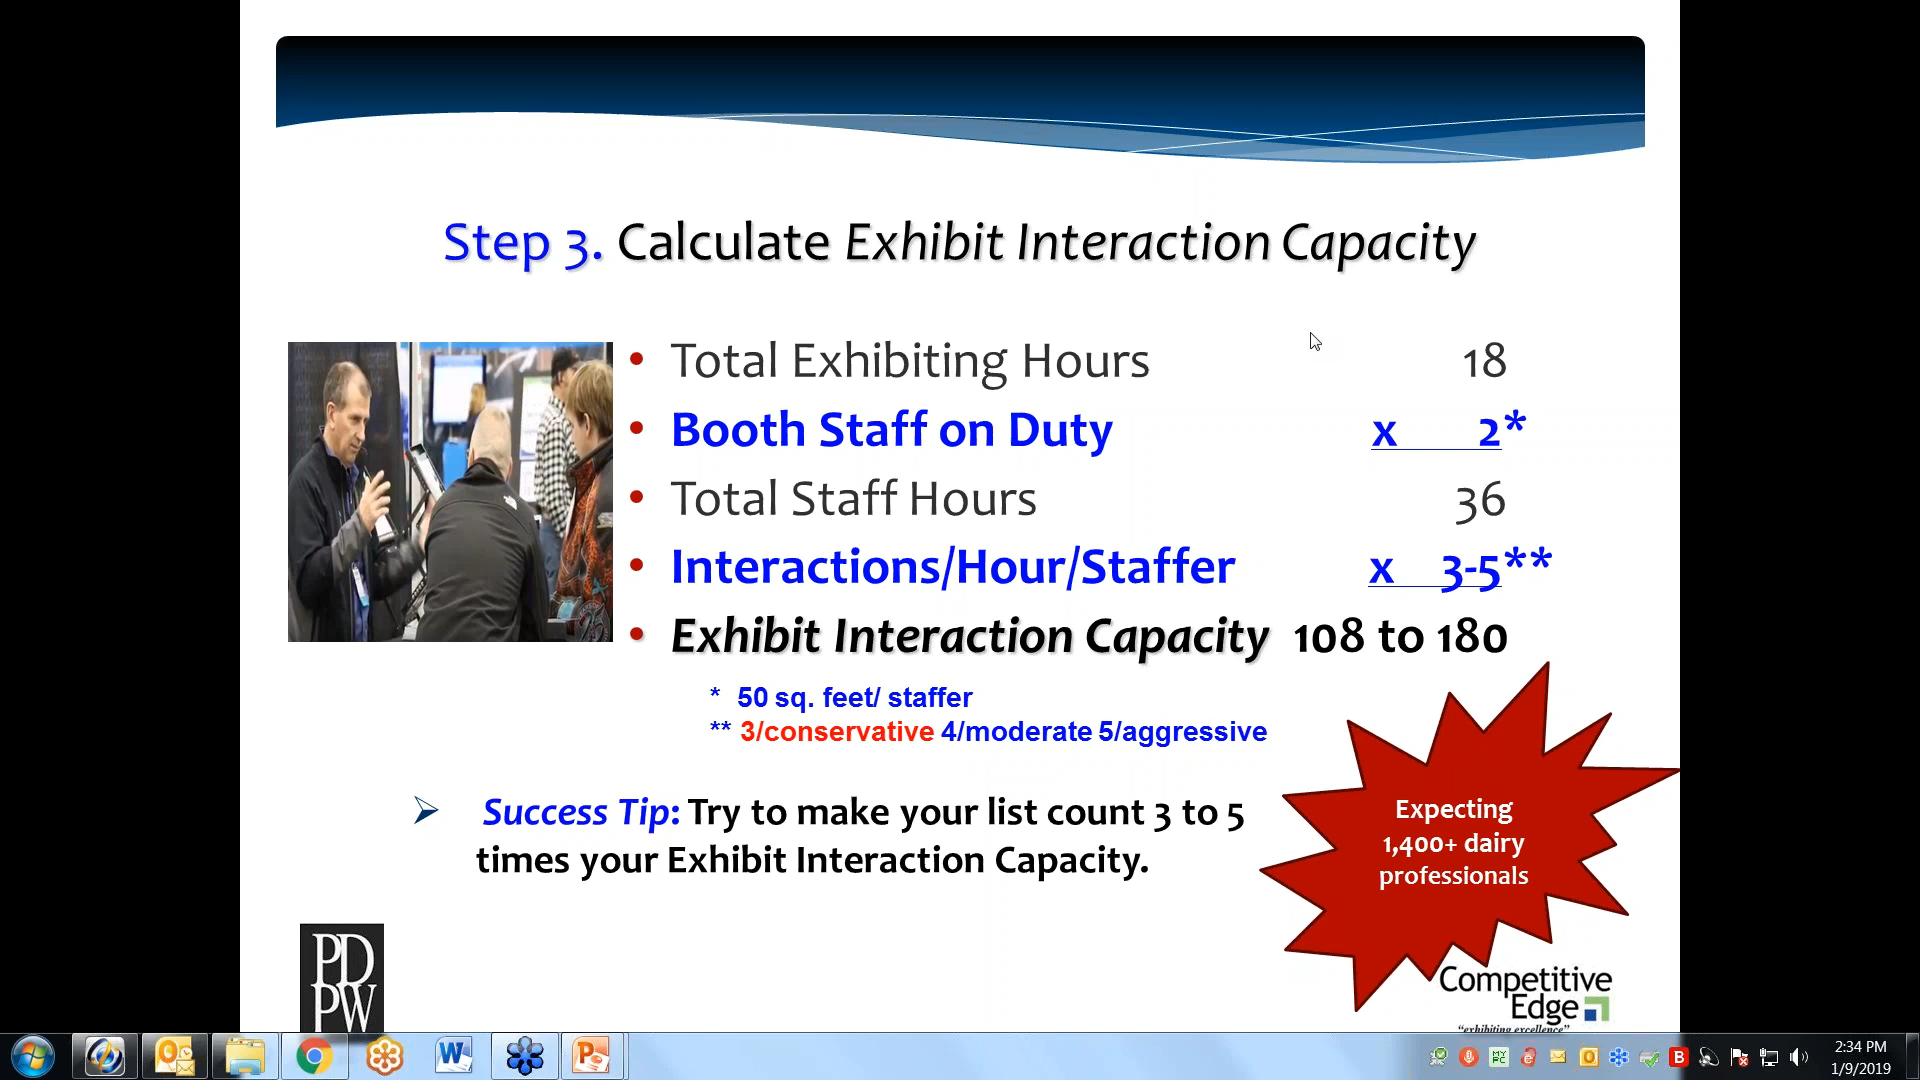 Step 3. Calculate Exhibit Interaction Capacity
• Total Exhibiting Hours 18
• Booth Staff on Duty x 2*
• Total Staff Hours 36
• Interactions/Hour/Staffer x 3-5**
• Exhibit Interaction Capacity 108 to 180
* 50 sq. feet/ staffer
** 3/conservative 4/moderate 5/aggressive
Success Tip: Try to make your list count 3 to 5
times your Exhibit Interaction Capacity.
Expecting
1,400+ dairy
professionals
PD
PW
Competitive
Edge
"exhibiting excellence"
2:34 PM
1/9/2019